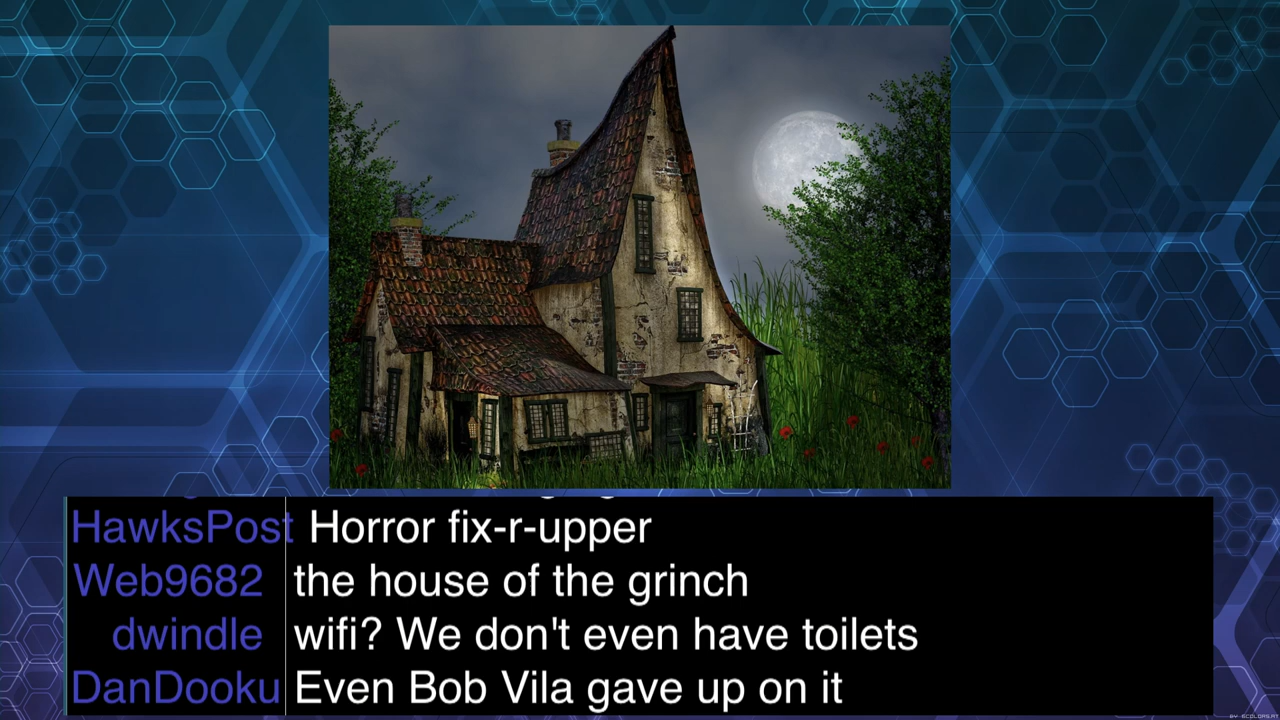 HawksPost Horror fix-r-upper
Web9682 the house of the grinch
dwindle wifi? We don't even have toilets
DanDooku Even Bob Vila gave up on it